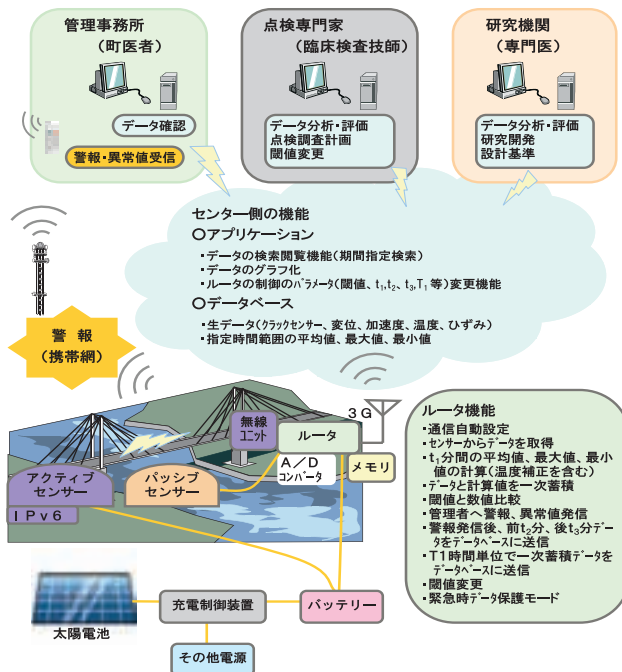 管理事務所
（町医者）
データ確認
警報・異常値受信
点検専門家
（臨床検査技師）
データ分析・評価
点検調査計画
閾値変更
研究機関
（専門医）
データ分析・評価
研究開発
設計基準
センター側の機能
○アプリケーション
・データの検索閲覧機能（期間指定検索）
・データのグラフ化
・ルータの制御のパラメータ（閾値、t₁,t₂、t₃,T₁ 等）変更機能
○データベース
・生データ（クラックセンサー、変位、加速度、温度、ひずみ）
・指定時間範囲の平均値、最大値、最小値
警 報
（携帯網）
3G
無線
ユニット
ルータ
A／D
コンバータ
メモリ
アクティブ
センサー
IPv6
パッシブ
センサー
ルータ機能
・通信自動設定
・センサーからデータを取得
・t₁分間の平均値、最大値、最小
値の計算（温度補正を含む）
・データと計算値を一次蓄積
・閾値と数値比較
・管理者へ警報、異常値発信
・警報発信後、前t₂分、後t₃分デー
タをデータベースに送信
・T1時間単位で一次蓄積データを
データベースに送信
・閾値変更
・緊急時データ保護モード
太陽電池
充電制御装置
バッテリー
その他電源